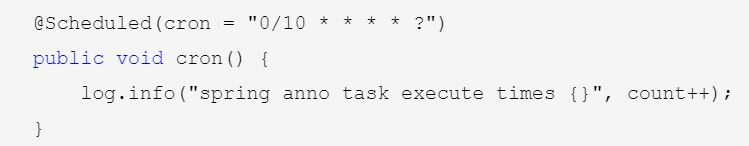 @Scheduled(cron = "0/10 * * * * ?")
public void cron() {
    log.info("spring anno task execute times {}", count++);
}